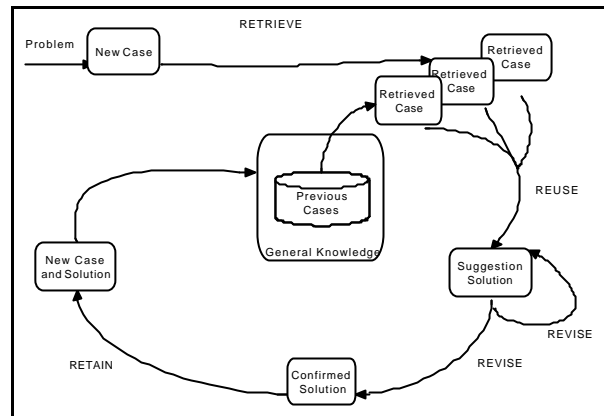 RETRIEVE
Problem
New Case
Retrieved
Case
Retrieved
Case
Retrieved
Case
Previous
Cases
General Knowledge
REUSE
New Case
and Solution
Suggestion
Solution
REVISE
REVISE
RETAIN
Confirmed
Solution